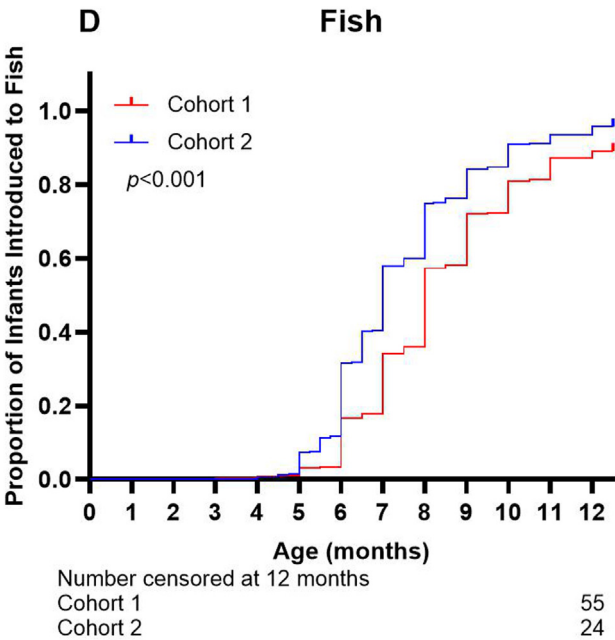 D Fish
Proportion of Infants Introduced to Fish
Cohort 1
Cohort 2
p<0.001
1.0
0.8
0.6
0.4
0.2
0.0
0 1 2 3 4 5 6 7 8 9 10 11 12
Age (months)
Number censored at 12 months
Cohort 1 55
Cohort 2 24